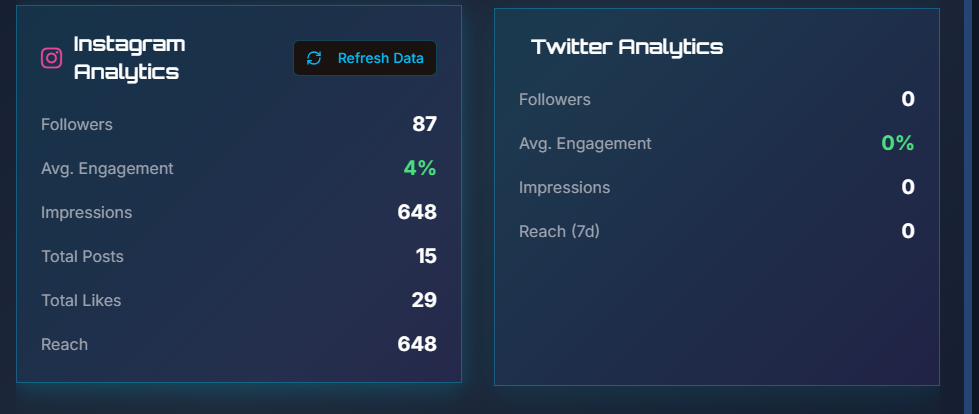 Instagram
Analytics
Refresh Data
Followers 87
Avg. Engagement 4%
Impressions 648
Total Posts 15
Total Likes 29
Reach 648
Twitter Analytics
Followers 0
Avg. Engagement 0%
Impressions 0
Reach (7d) 0